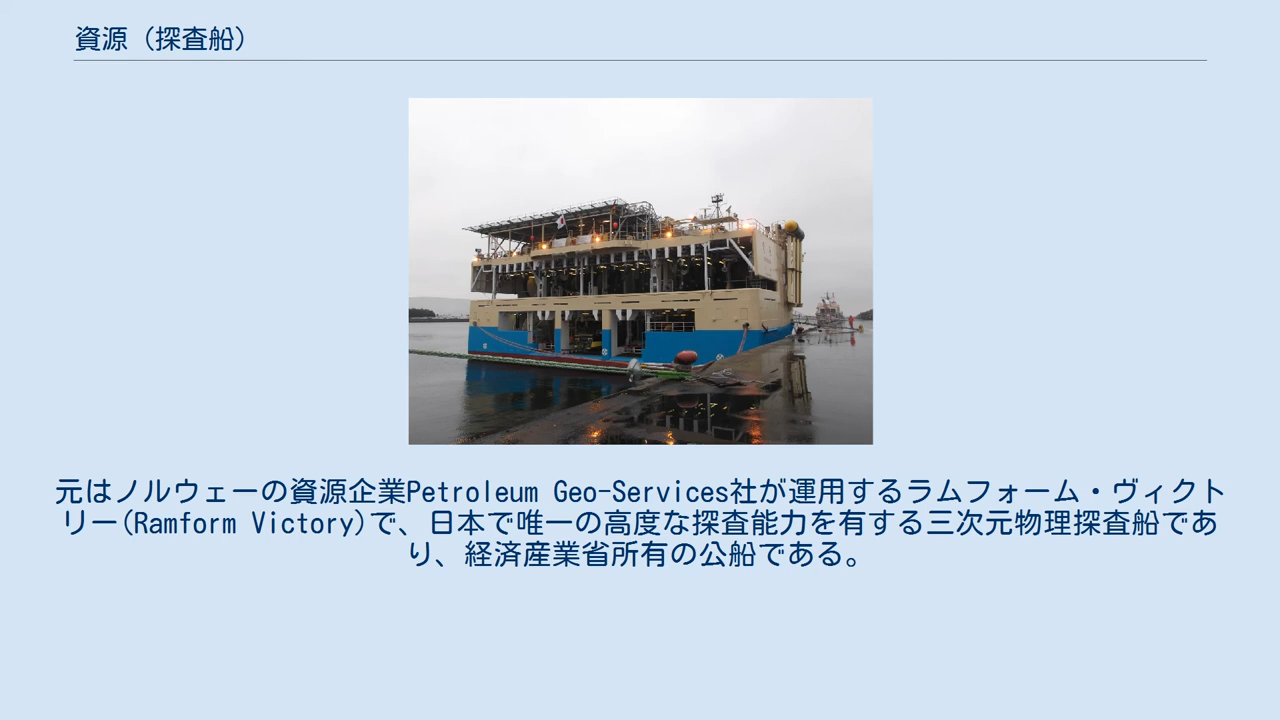 資源（探査船）
元はノルウェーの資源企業Petroleum Geo-Services社が運用するラムフォーム・ヴィクト
リー(Ramform Victory)で、日本で唯一の高度な探査能力を有する三次元物理探査船であ
り、経済産業省所有の公船である。